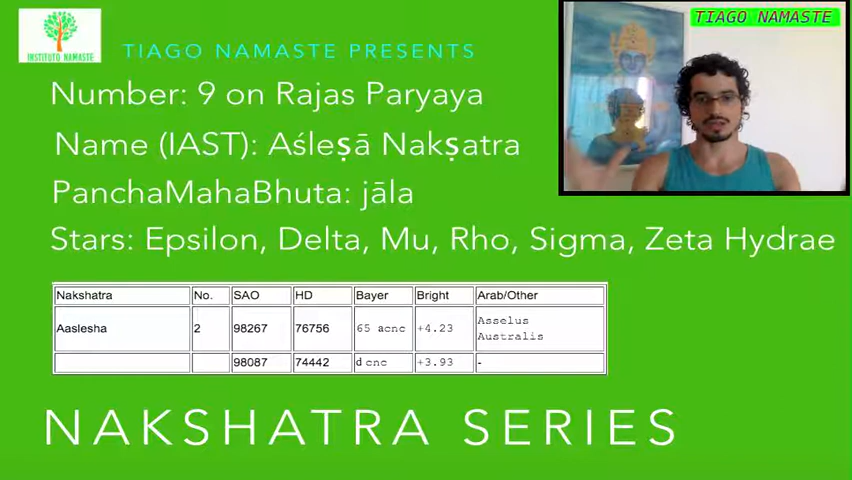 INSTITUTO NAMASTE
TIAGO NAMASTE PRESENTS
TIAGO NAMASTE
Number: 9 on Rajas Paryaya
Name (IAST): Aśleṣā Nakṣatra
PanchaMahaBhuta: jāla
Stars: Epsilon, Delta, Mu, Rho, Sigma, Zeta Hydrae
Nakshatra No. SAO HD Bayer Bright Arab/Other
Aaslesha 2 98267 76756 65 acnc +4.23 Asselus Australis
98087 74442 d cnc +3.93 -
NAKSHATRA SERIES